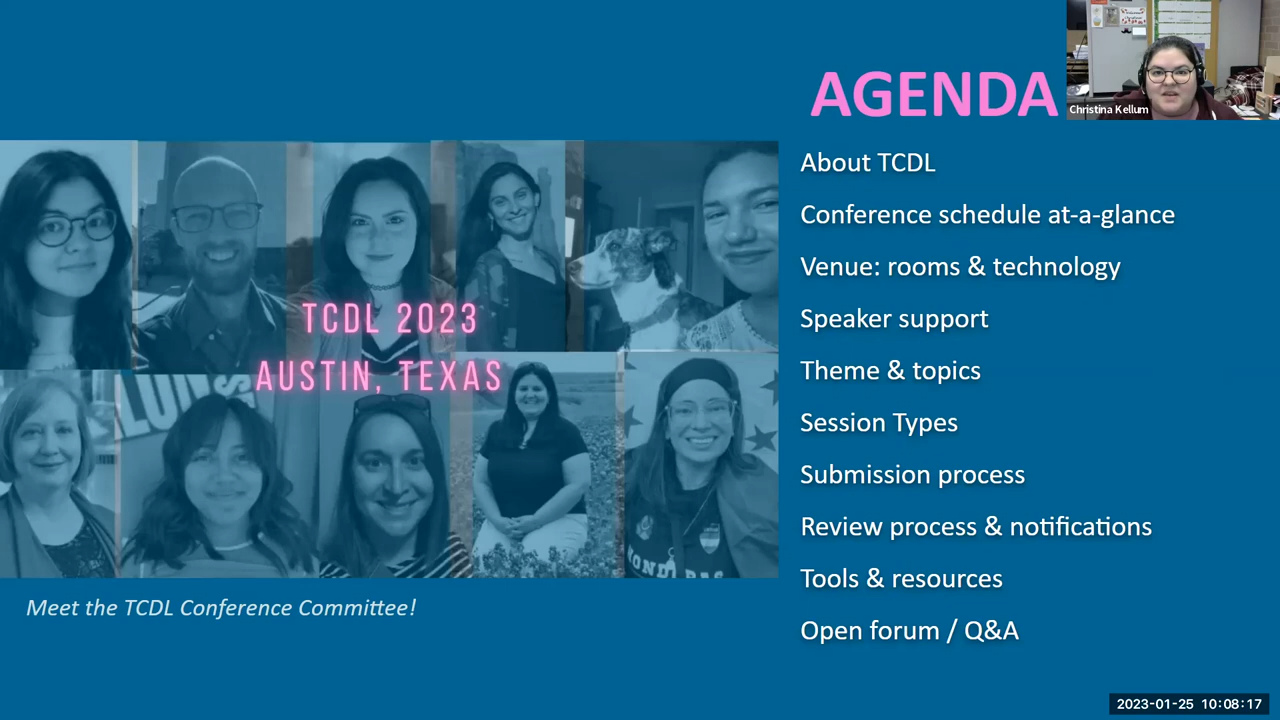 AGENDA
Christina Kellum
About TCDL
Conference schedule at-a-glance
Venue: rooms & technology
Speaker support
Theme & topics
Session Types
Submission process
Review process & notifications
Tools & resources
Open forum / Q&A
TCDL 2023
AUSTIN, TEXAS
Meet the TCDL Conference Committee!
2023-01-25 10:08:17